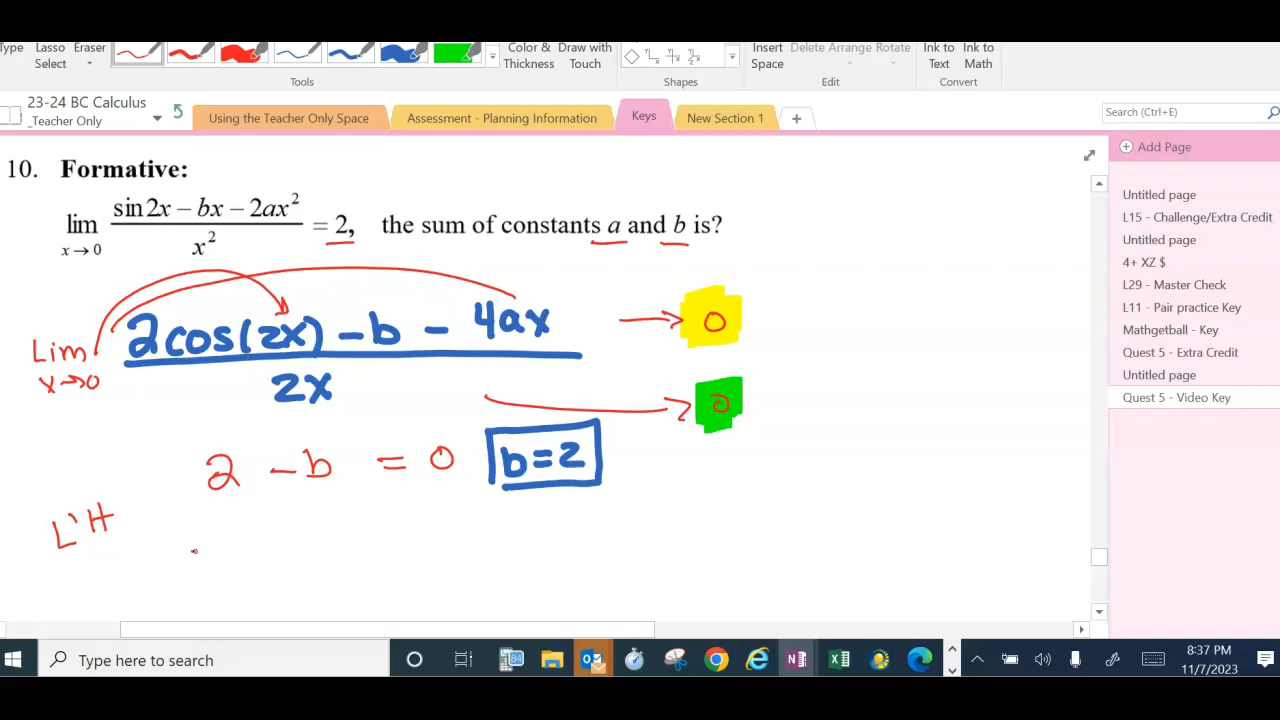 Type Lasso Select Eraser Color & Thickness Draw with Touch Insert Space Delete Arrange Rotate Ink to Text Ink to Math
Tools Shapes Edit Convert
23-24 BC Calculus
_Teacher Only
Using the Teacher Only Space Assessment - Planning Information Keys New Section 1 +
Search (Ctrl+E)
Add Page
Untitled page
L15 - Challenge/Extra Credit
Untitled page
4+ XZ $
L29 - Master Check
L11 - Pair practice Key
Mathgetball - Key
Quest 5 - Extra Credit
Untitled page
Quest 5 - Video Key
10. Formative:
lim x→0 (sin2x – bx – 2ax²)/x² = 2, the sum of constants a and b is?
Lim x→0 (2cos(2x) – b – 4ax)/2x → 0
→ 0
2 – b = 0 b=2
L'H
Type here to search
84
8:37 PM
11/7/2023